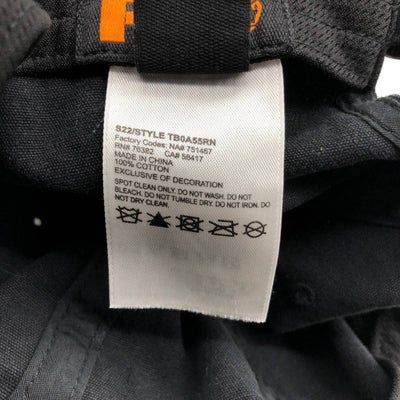 S22/STYLE TB0A55RN
Factory Codes: NA# 751467
RN# 76382 CA# 56417
MADE IN CHINA
100% COTTON
EXCLUSIVE OF DECORATION
SPOT CLEAN ONLY. DO NOT WASH. DO NOT
BLEACH. DO NOT TUMBLE DRY. DO NOT IRON. DO
NOT DRY CLEAN